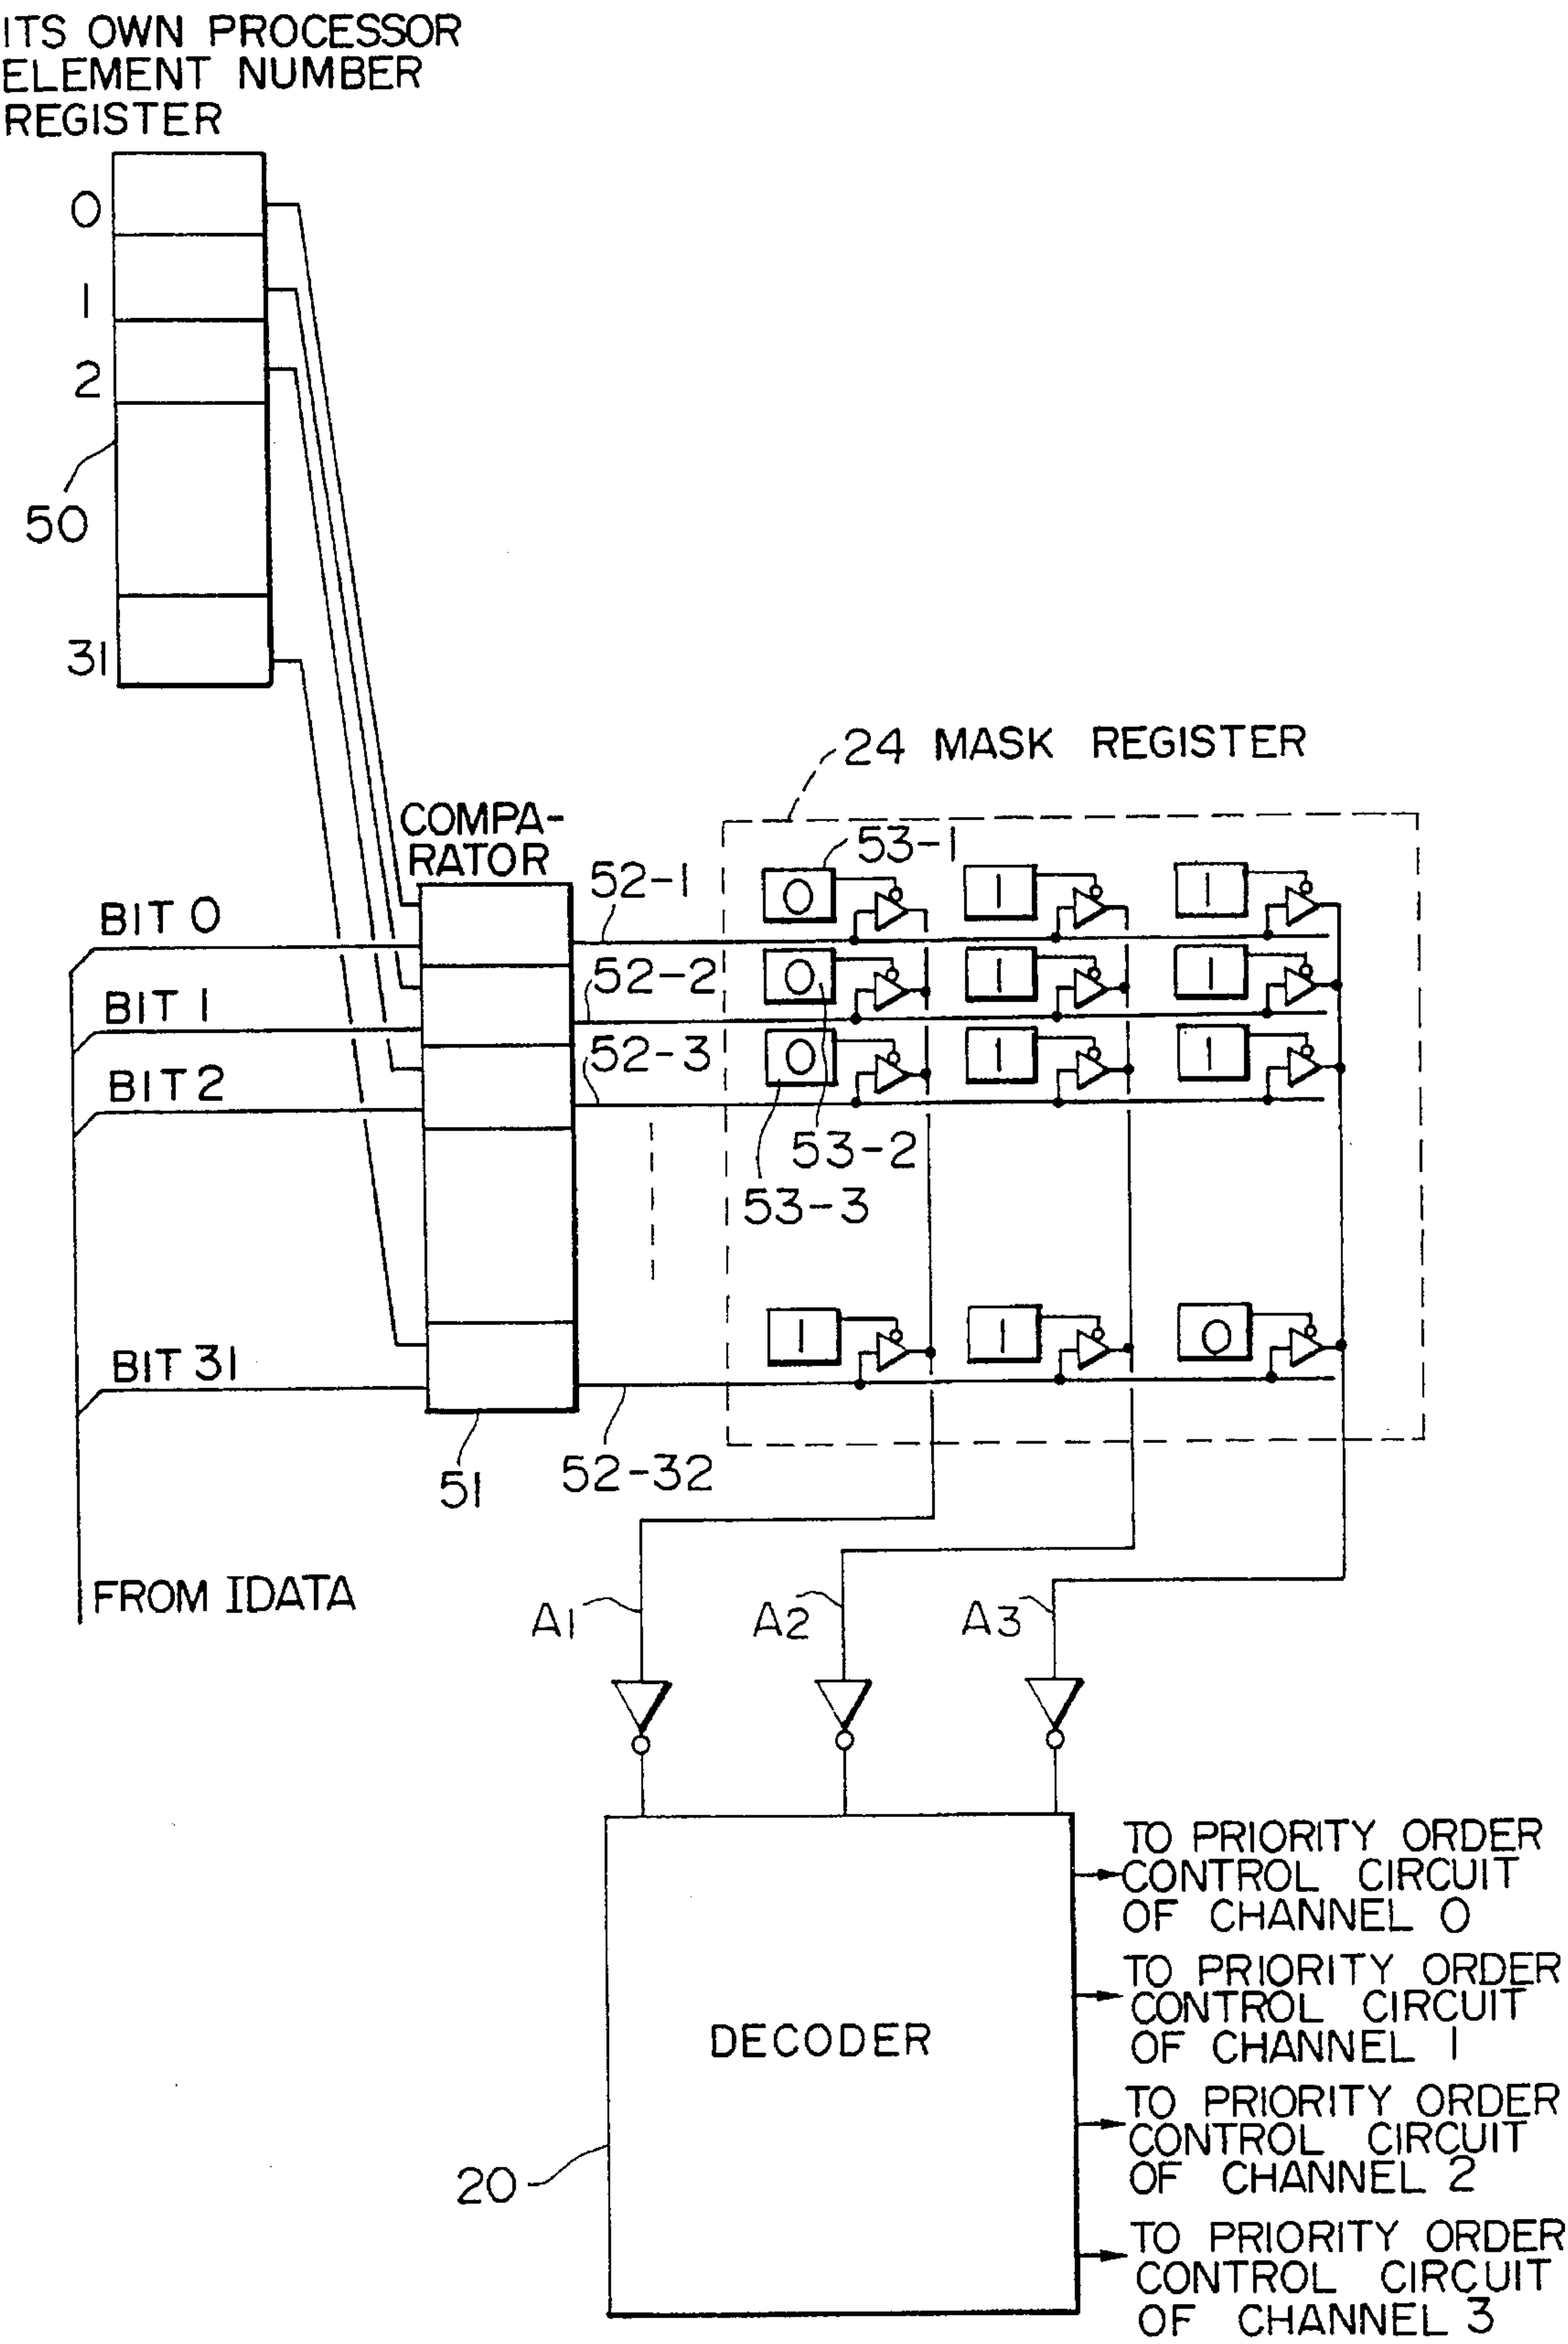 ITS OWN PROCESSOR
ELEMENT NUMBER
REGISTER
0
1
2
50
31
24 MASK REGISTER
COMPA-
RATOR
53-1
52-1
0 1 1
BIT 0
52-2
0 1 1
BIT 1
52-3
0 1 1
BIT 2
53-2
53-3
1 1 0
BIT 31
51
52-32
FROM IDATA
A1
A2
A3
TO PRIORITY ORDER
CONTROL CIRCUIT
OF CHANNEL 0
TO PRIORITY ORDER
CONTROL CIRCUIT
OF CHANNEL 1
DECODER
TO PRIORITY ORDER
CONTROL CIRCUIT
OF CHANNEL 2
20
TO PRIORITY ORDER
CONTROL CIRCUIT
OF CHANNEL 3